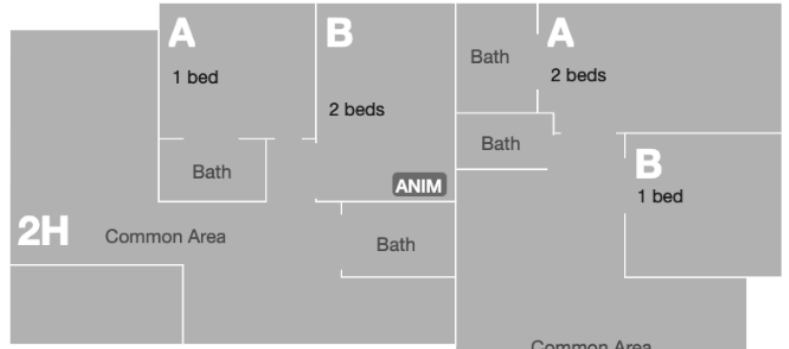 A
1 bed
B
2 beds
Bath
A
2 beds
Bath
B
1 bed
Bath
ANIM
2H
Common Area
Bath
Common Area